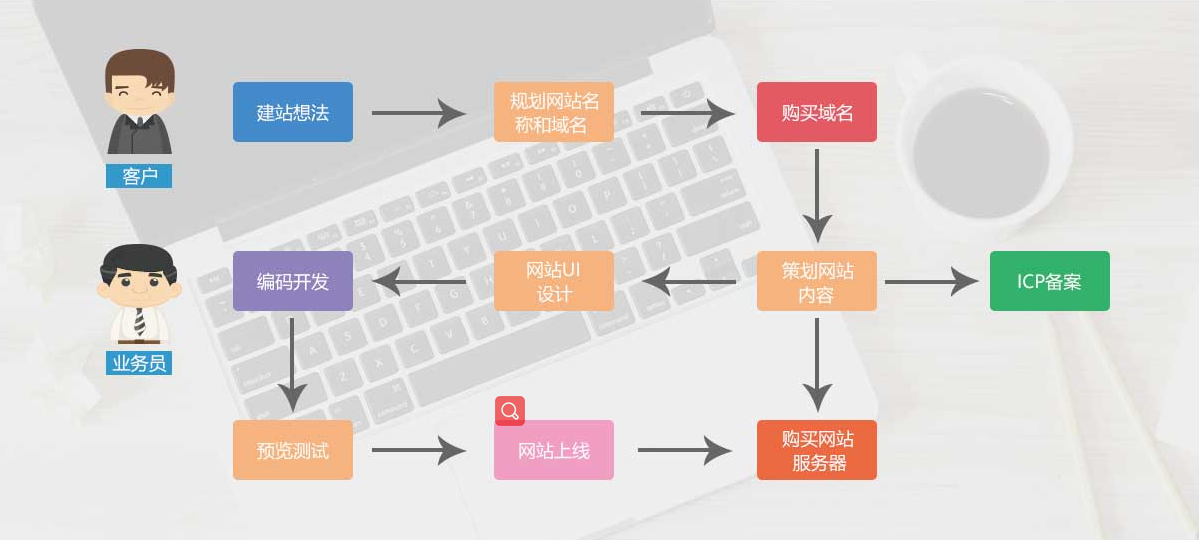 建站想法
规划网站名
称和域名
购买域名
客户
编码开发
网站UI
设计
策划网站
内容
ICP备案
业务员
预览测试
网站上线
购买网站
服务器